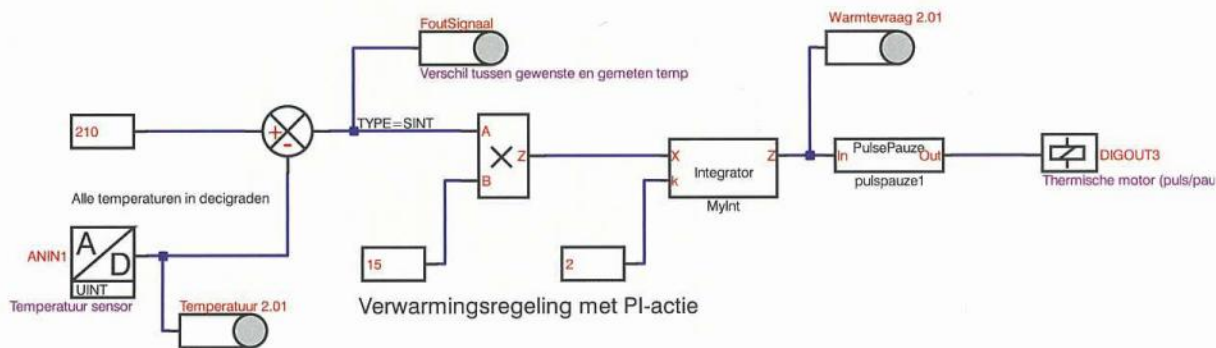 FoutSignaal
Verschil tussen gewenste en gemeten temp
Warmtevraag 2.01
210
+
-
TYPE=SINT
A
B
Z
X
k
Z
Integrator
MyInt
In
PulsePauze
Out
pulspauze1
DIGOUT3
Thermische motor (puls/pau
Alle temperaturen in decigraden
ANIN1
A
D
UINT
Temperatuur sensor
Temperatuur 2.01
15
2
Verwarmingsregeling met PI-actie